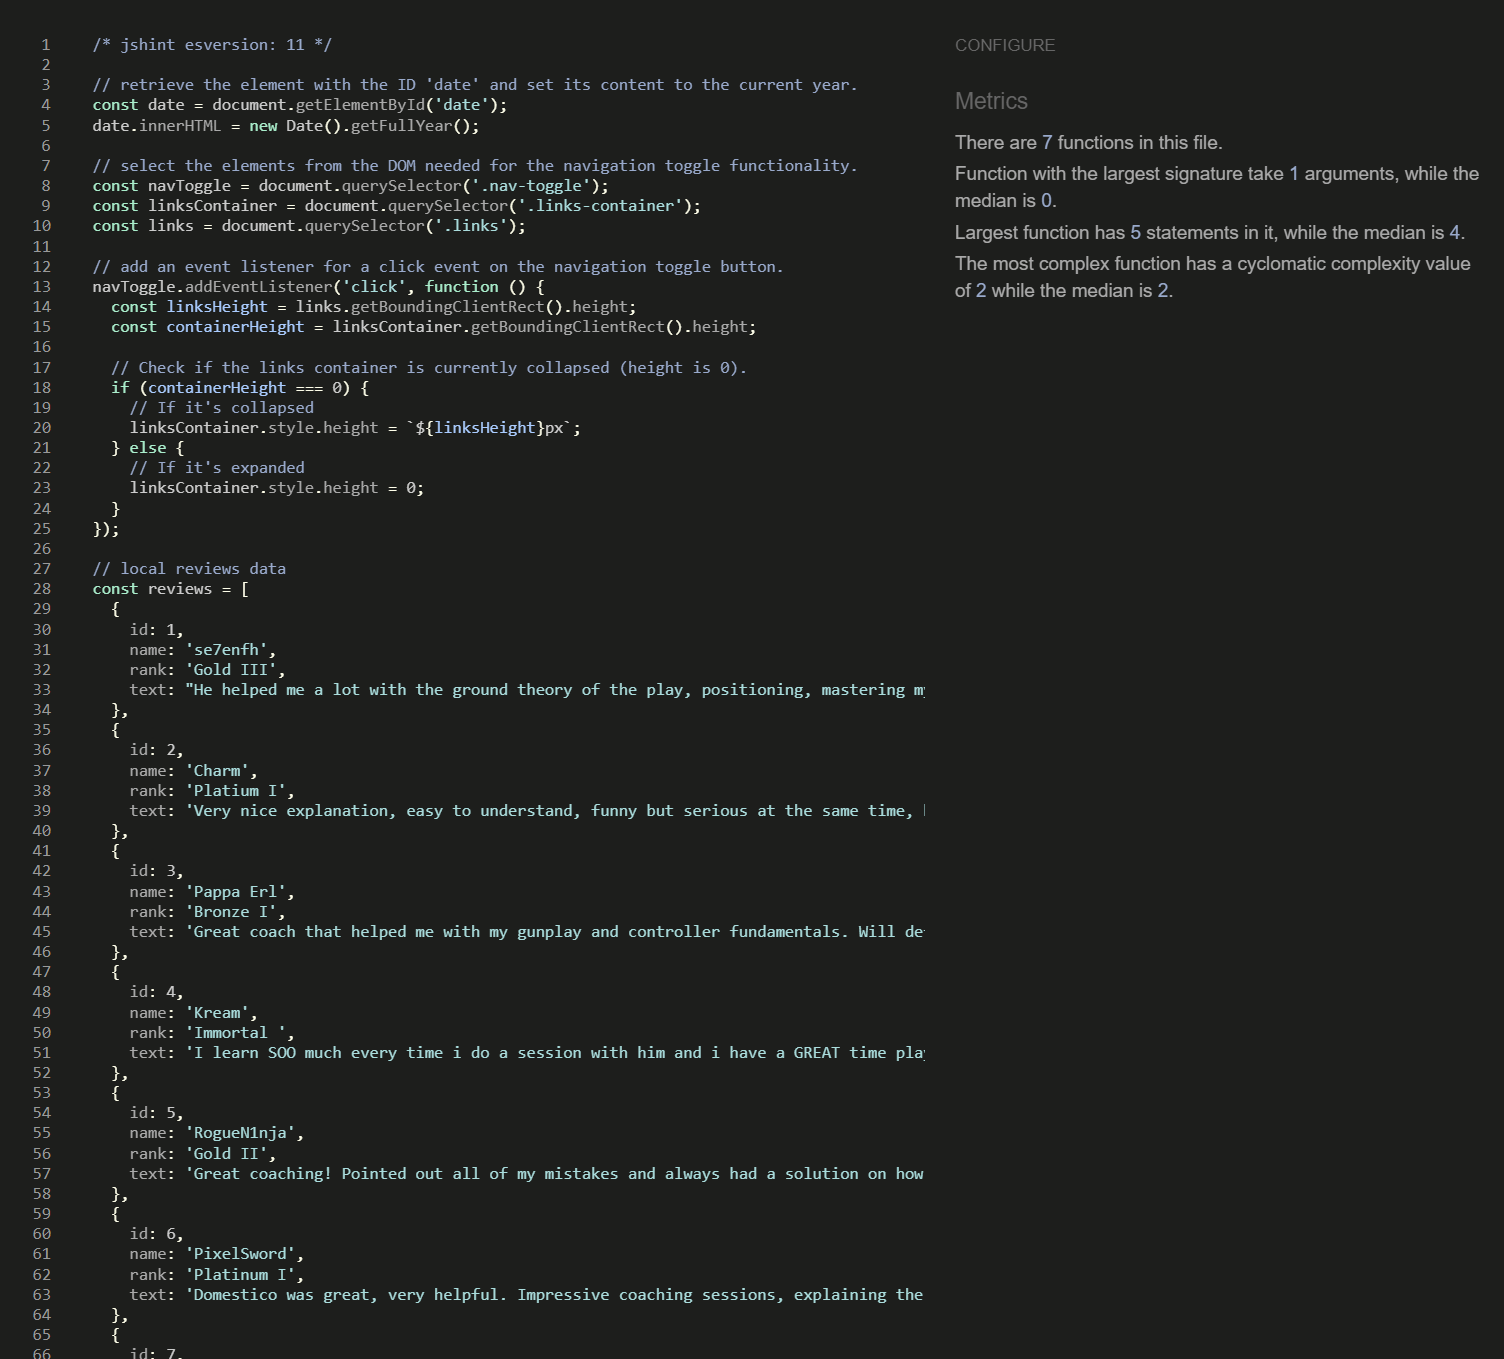 1 /* jshint esversion: 11 */
2
3 // retrieve the element with the ID 'date' and set its content to the current year.
4 const date = document.getElementById('date');
5 date.innerHTML = new Date().getFullYear();
6
7 // select the elements from the DOM needed for the navigation toggle functionality.
8 const navToggle = document.querySelector('.nav-toggle');
9 const linksContainer = document.querySelector('.links-container');
10 const links = document.querySelector('.links');
11
12 // add an event listener for a click event on the navigation toggle button.
13 navToggle.addEventListener('click', function () {
14 const linksHeight = links.getBoundingClientRect().height;
15 const containerHeight = linksContainer.getBoundingClientRect().height;
16
17 // Check if the links container is currently collapsed (height is 0).
18 if (containerHeight === 0) {
19 // If it's collapsed
20 linksContainer.style.height = `${linksHeight}px`;
21 } else {
22 // If it's expanded
23 linksContainer.style.height = 0;
24 }
25 });
26
27 // local reviews data
28 const reviews = [
29 {
30 id: 1,
31 name: 'se7enfh',
32 rank: 'Gold III',
33 text: "He helped me a lot with the ground theory of the play, positioning, mastering my
34 },
35 {
36 id: 2,
37 name: 'Charm',
38 rank: 'Platium I',
39 text: 'Very nice explanation, easy to understand, funny but serious at the same time,
40 },
41 {
42 id: 3,
43 name: 'Pappa Erl',
44 rank: 'Bronze I',
45 text: 'Great coach that helped me with my gunplay and controller fundamentals. Will de
46 },
47 {
48 id: 4,
49 name: 'Kream',
50 rank: 'Immortal ',
51 text: 'I learn SOO much every time i do a session with him and i have a GREAT time pla
52 },
53 {
54 id: 5,
55 name: 'RogueN1nja',
56 rank: 'Gold II',
57 text: 'Great coaching! Pointed out all of my mistakes and always had a solution on how
58 },
59 {
60 id: 6,
61 name: 'PixelSword',
62 rank: 'Platinum I',
63 text: 'Domestico was great, very helpful. Impressive coaching sessions, explaining the
64 },
65 {
66 id: 7,
CONFIGURE
Metrics
There are 7 functions in this file.
Function with the largest signature take 1 arguments, while the
median is 0.
Largest function has 5 statements in it, while the median is 4.
The most complex function has a cyclomatic complexity value
of 2 while the median is 2.